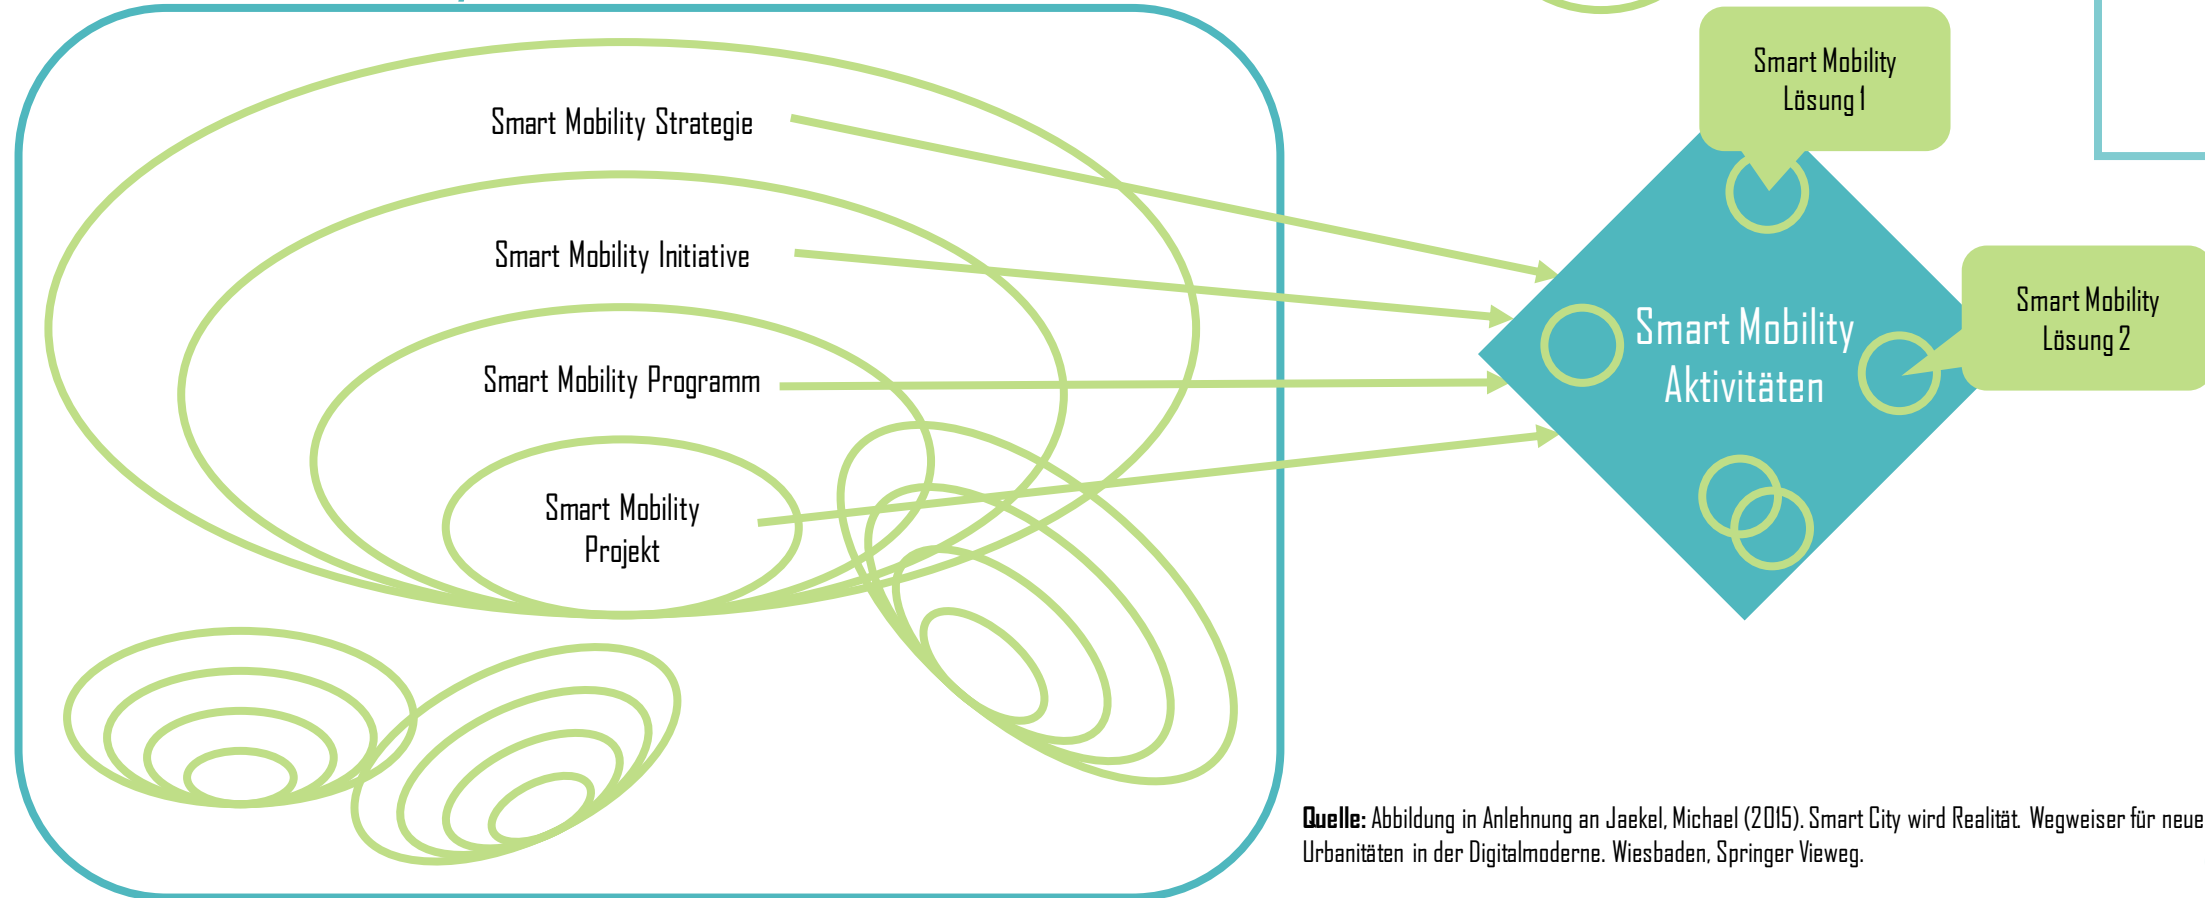 Smart Mobility Strategie
Smart Mobility Initiative
Smart Mobility Programm
Smart Mobility
Projekt
Smart Mobility
Lösung 1
Smart Mobility
Lösung 2
Smart Mobility
Aktivitäten
Quelle: Abbildung in Anlehnung an Jaekel, Michael (2015). Smart City wird Realität. Wegweiser für neue
Urbanitäten in der Digitalmoderne. Wiesbaden, Springer Vieweg.